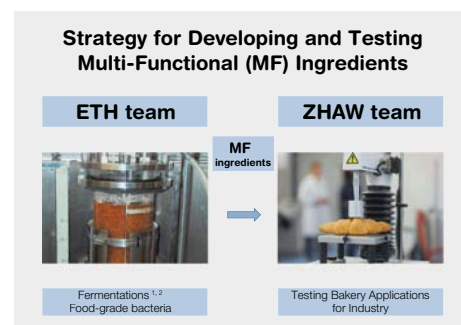 Strategy for Developing and Testing
Multi-Functional (MF) Ingredients
ETH team
ZHAW team
MF
ingredients
Fermentations 1, 2
Food-grade bacteria
Testing Bakery Applications
for Industry